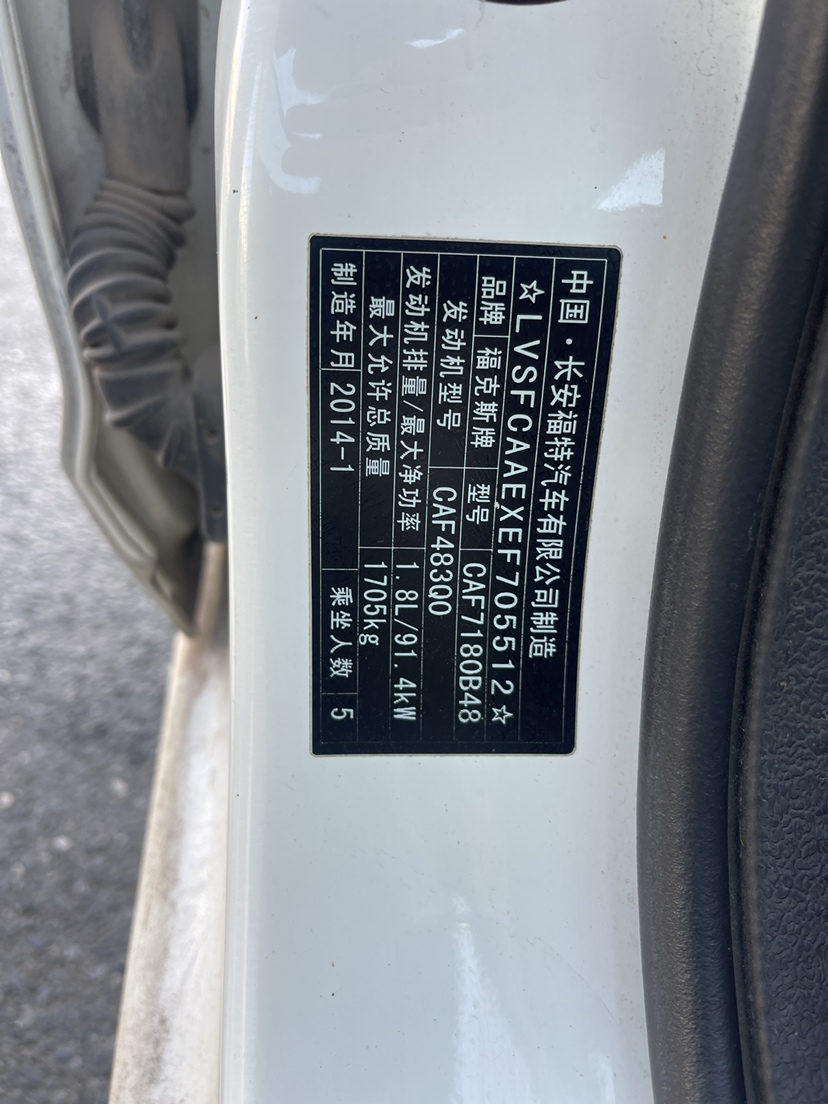 中国·长安福特汽车有限公司制造
☆LVSFCAAEXEF705512☆
品牌 福克斯牌 型号 CAF7180B48
发动机型号 CAF483Q0
发动机排量/最大净功率 1.8L/91.4kW
最大允许总质量 1705kg
制造年月 2014-1 乘坐人数 5